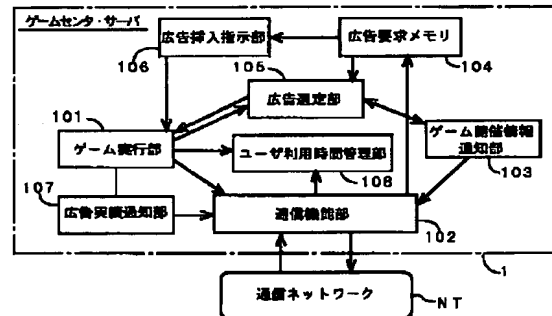 ゲームセンタ・サーバ
広告挿入指示部
106
広告要求メモリ
104
105
広告選定部
101
ゲーム実行部
ユーザ利用時間管理部
108
ゲーム開催情報
通知部
103
107
広告実績通知部
通信機能部
102
1
通信ネットワーク
NT